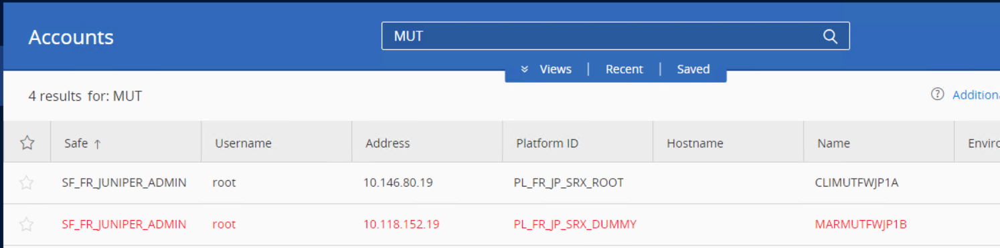 Accounts
MUT
Views | Recent | Saved
4 results for: MUT
Additiona
Safe ↑ Username Address Platform ID Hostname Name Enviro
SF_FR_JUNIPER_ADMIN root 10.146.80.19 PL_FR_JP_SRX_ROOT CLIMUTFWJP1A
SF_FR_JUNIPER_ADMIN root 10.118.152.19 PL_FR_JP_SRX_DUMMY MARMUTFWJP1B